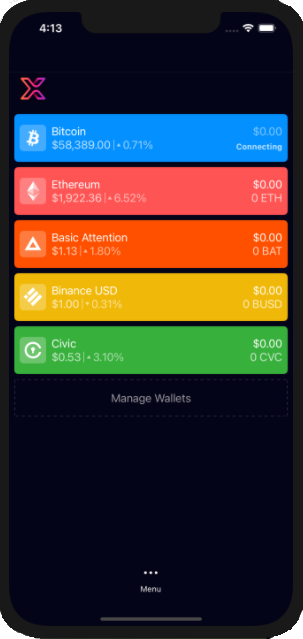 4:13
Bitcoin $0.00
$58,389.00 | 0.71% Connecting
Ethereum $0.00
$1,922.36 | 6.52% 0 ETH
Basic Attention $0.00
$1.13 | 1.80% 0 BAT
Binance USD $0.00
$1.00 | 0.31% 0 BUSD
Civic $0.00
$0.53 | 3.10% 0 CVC
Manage Wallets
Menu